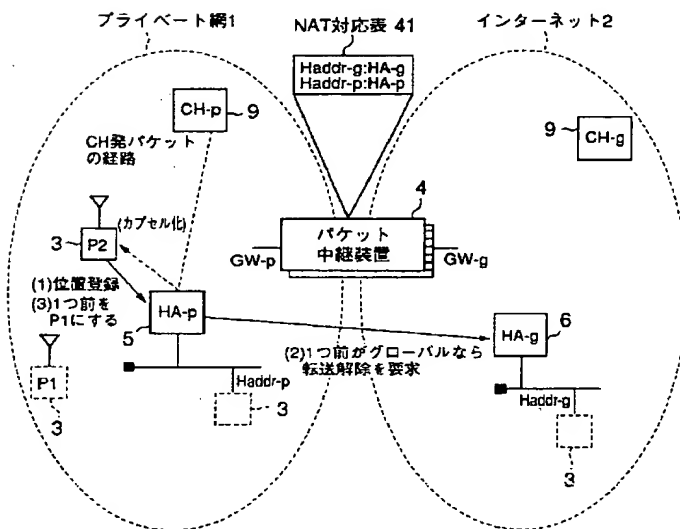 プライベート網1
NAT対応表 41
インターネット2
Haddr-g:HA-g
Haddr-p:HA-p
CH-p
9
CH-g
9
CH発パケット
の経路
4
パケット
中継装置
GW-p
GW-g
(カプセル化)
3
P2
(1)位置登録
(3)1つ前を
P1にする
HA-p
5
6
HA-g
(2)1つ前がグローバルなら
転送解除を要求
P1
3
Haddr-p
3
Haddr-g
3